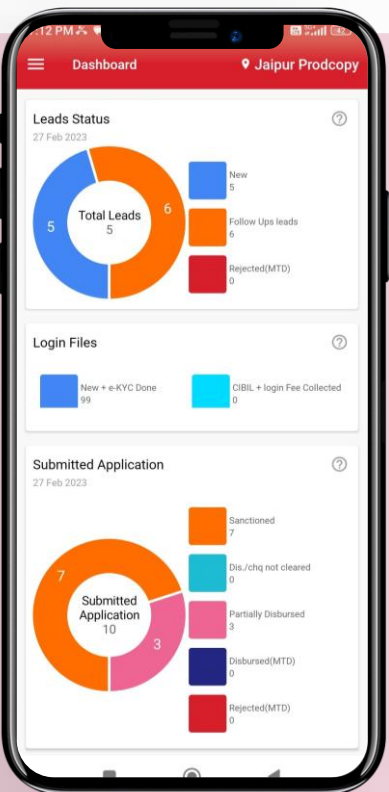 :12 PM
Dashboard
Jaipur Prodcopy
Leads Status
27 Feb 2023
5
6
Total Leads
5
New
5
Follow Ups leads
6
Rejected(MTD)
0
Login Files
New + e-KYC Done
99
CIBIL + login Fee Collected
0
Submitted Application
27 Feb 2023
7
3
Submitted
Application
10
Sanctioned
7
Dis./chq not cleared
0
Partially Disbursed
3
Disbursed(MTD)
0
Rejected(MTD)
0